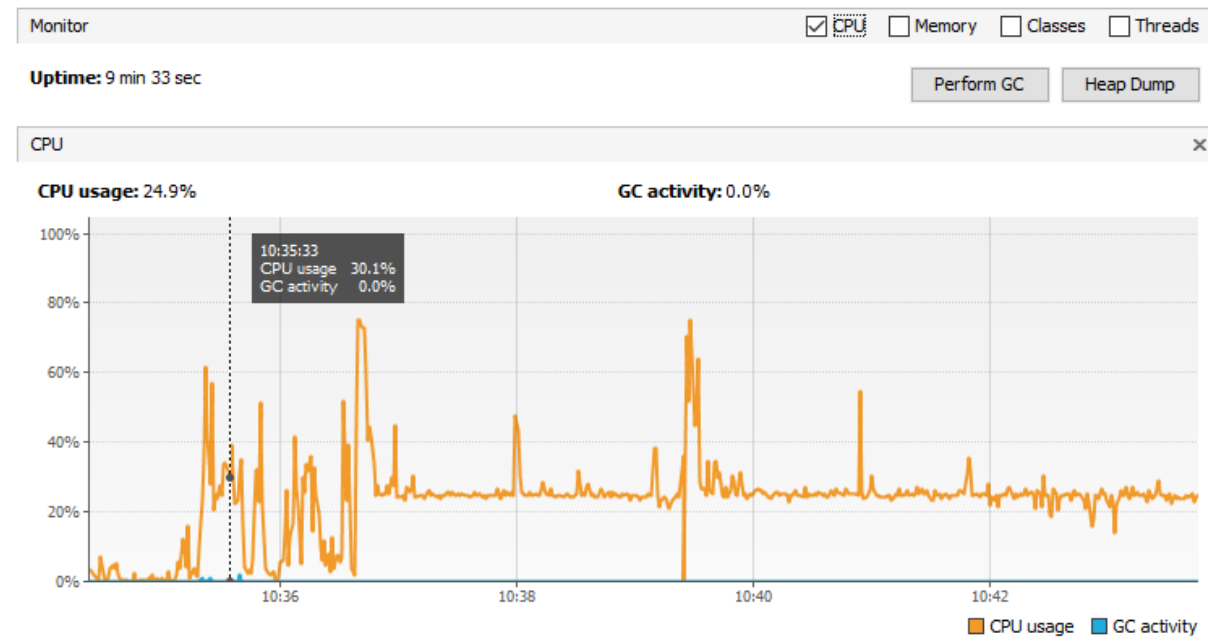 Monitor CPU Memory Classes Threads
Uptime: 9 min 33 sec Perform GC Heap Dump
CPU
CPU usage: 24.9% GC activity: 0.0%
100%
10:35:33
CPU usage 30.1%
GC activity 0.0%
80%
60%
40%
20%
0%
10:36 10:38 10:40 10:42
CPU usage GC activity